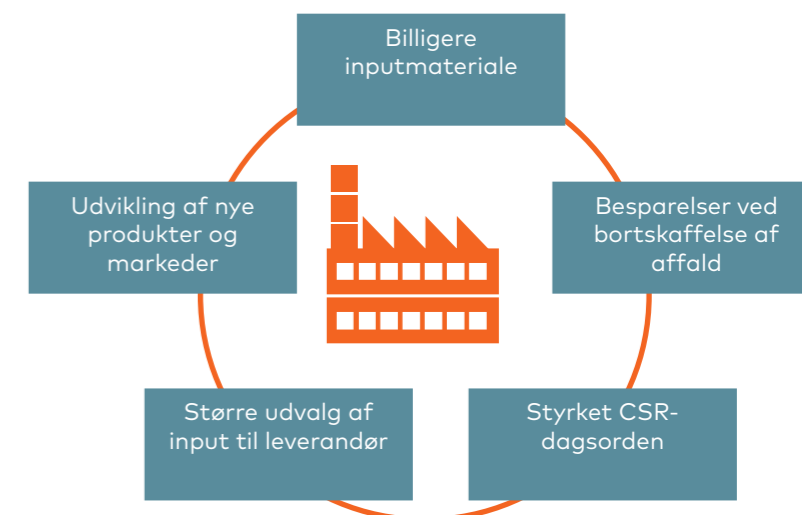 Billigere
inputmateriale
Udvikling af nye
produkter og
markeder
Besparelser ved
bortskaffelse af
affald
Større udvalg af
input til leverandør
Styrket CSR-
dagsorden